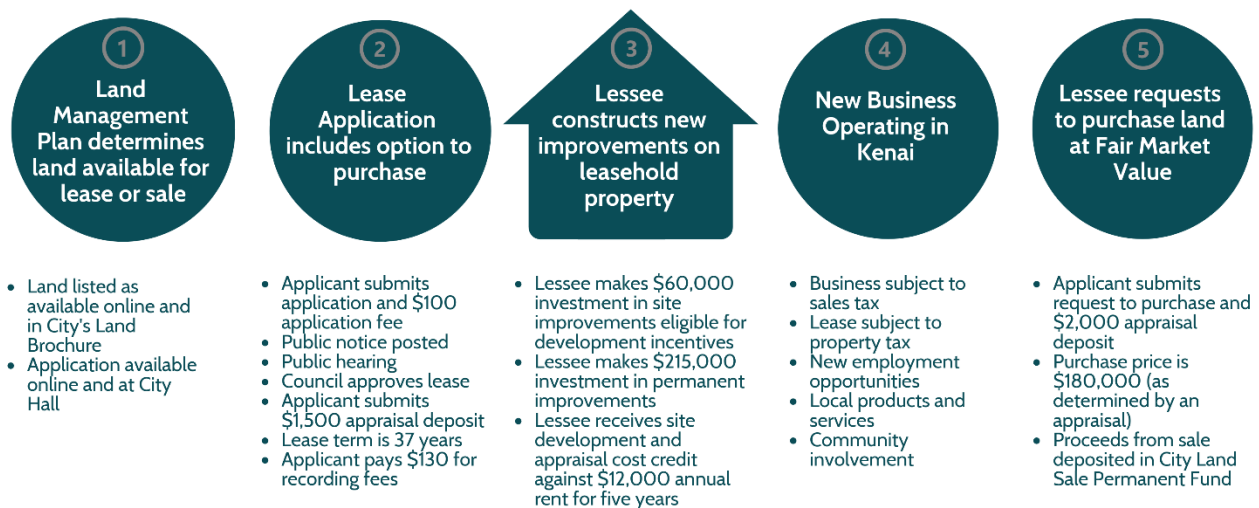 1
Land
Management
Plan determines
land available for
lease or sale
• Land listed as
available online and
in City's Land
Brochure
• Application available
online and at City
Hall
2
Lease
Application
includes option to
purchase
• Applicant submits
application and $100
application fee
• Public notice posted
• Public hearing
• Council approves lease
• Applicant submits
$1,500 appraisal deposit
• Lease term is 37 years
• Applicant pays $130 for
recording fees
3
Lessee
constructs new
improvements on
leasehold
property
• Lessee makes $60,000
investment in site
improvements eligible for
development incentives
• Lessee makes $215,000
investment in permanent
improvements
• Lessee receives site
development and
appraisal cost credit
against $12,000 annual
rent for five years
4
New Business
Operating in
Kenai
• Business subject to
sales tax
• Lease subject to
property tax
• New employment
opportunities
• Local products and
services
• Community
involvement
5
Lessee requests
to purchase land
at Fair Market
Value
• Applicant submits
request to purchase and
$2,000 appraisal
deposit
• Purchase price is
$180,000 (as
determined by an
appraisal)
• Proceeds from sale
deposited in City Land
Sale Permanent Fund